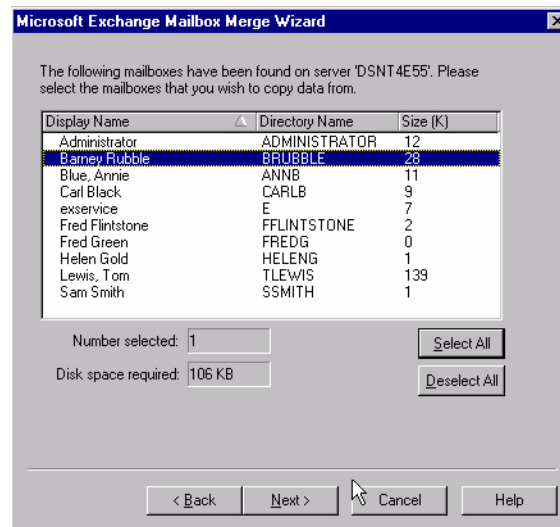 Microsoft Exchange Mailbox Merge Wizard
The following mailboxes have been found on server 'DSNT4E55'. Please
select the mailboxes that you wish to copy data from.
Display Name Directory Name Size (K)
Administrator ADMINISTRATOR 12
Barney Rubble BRUBBLE 28
Blue, Annie ANNB 11
Carl Black CARLB 9
exservice E 7
Fred Flintstone FFLINTSTONE 2
Fred Green FREDG 0
Helen Gold HELENG 1
Lewis, Tom TLEWIS 139
Sam Smith SSMITH 1
Number selected: 1 Select All
Disk space required: 106 KB Deselect All
< Back Next > Cancel Help